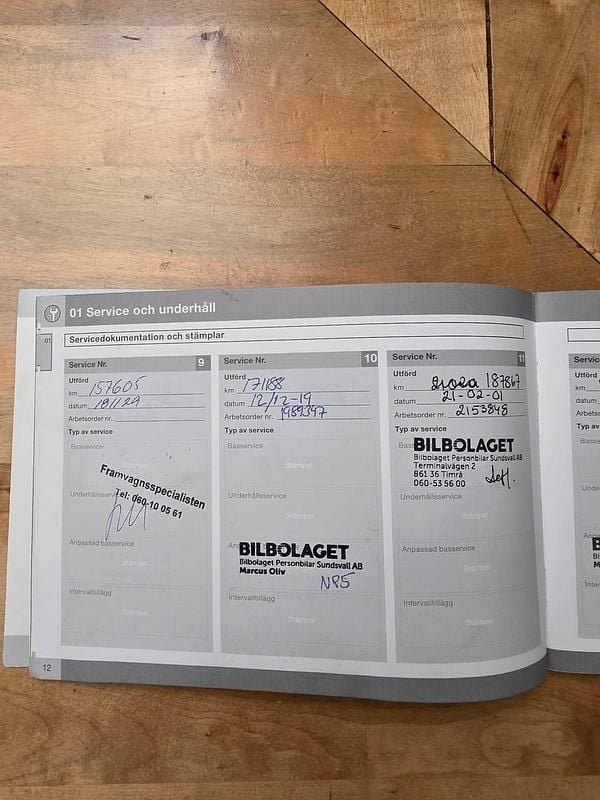 01 Service och underhåll
01
Servicedokumentation och stämplar
Service Nr. 9
Utförd
km 157605
datum 181129
Arbetsorder nr.
Typ av service
Basservice
Stämpel
Framvagnsspecialisten
Tel: 060-10 05 61
Underhållsservice
Anpassad basservice
Stämpel
Intervalltillägg
Stämpel
Service Nr. 10
Utförd
km 171188
datum 12/12-19
Arbetsorder nr. 1989397
Typ av service
Basservice
Stämpel
Underhållsservice
Stämpel
BILBOLAGET
Bilbolaget Personbilar Sundsvall AB
Marcus Oliv
NR5
Intervalltillägg
Stämpel
Service Nr. 11
Utförd
km 187867
datum 21-02-01
Arbetsorder nr. 2153848
Typ av service
BILBOLAGET
Bilbolaget Personbilar Sundsvall AB
Terminalvägen 2
861 36 Timrå
060-53 56 00
Underhållsservice
Stämpel
Anpassad basservice
Stämpel
Intervalltillägg
Stämpel
12